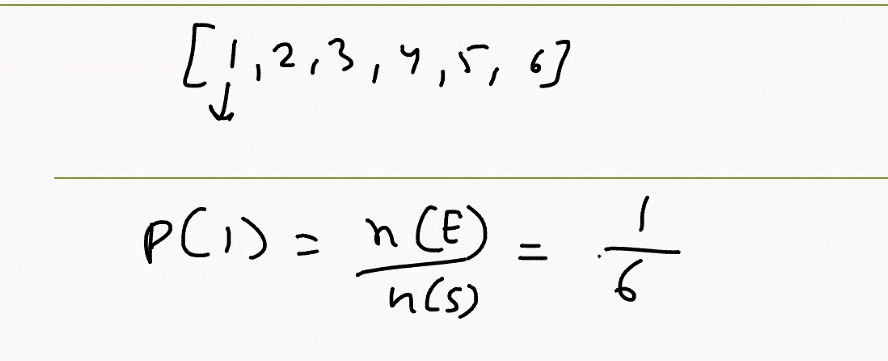 [1, 2, 3, 4, 5, 6]
↓
P(1) = n(E)/n(S) = 1/6